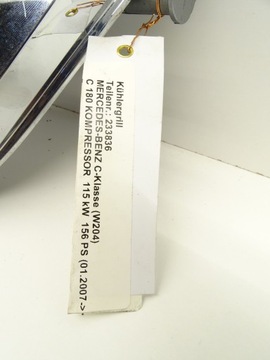 Kühlergrill
Teilenr.: 233836
MERCEDES-BENZ C-Klasse (W204)
C 180 KOMPRESSOR 115 kW 156 PS (01.2007->